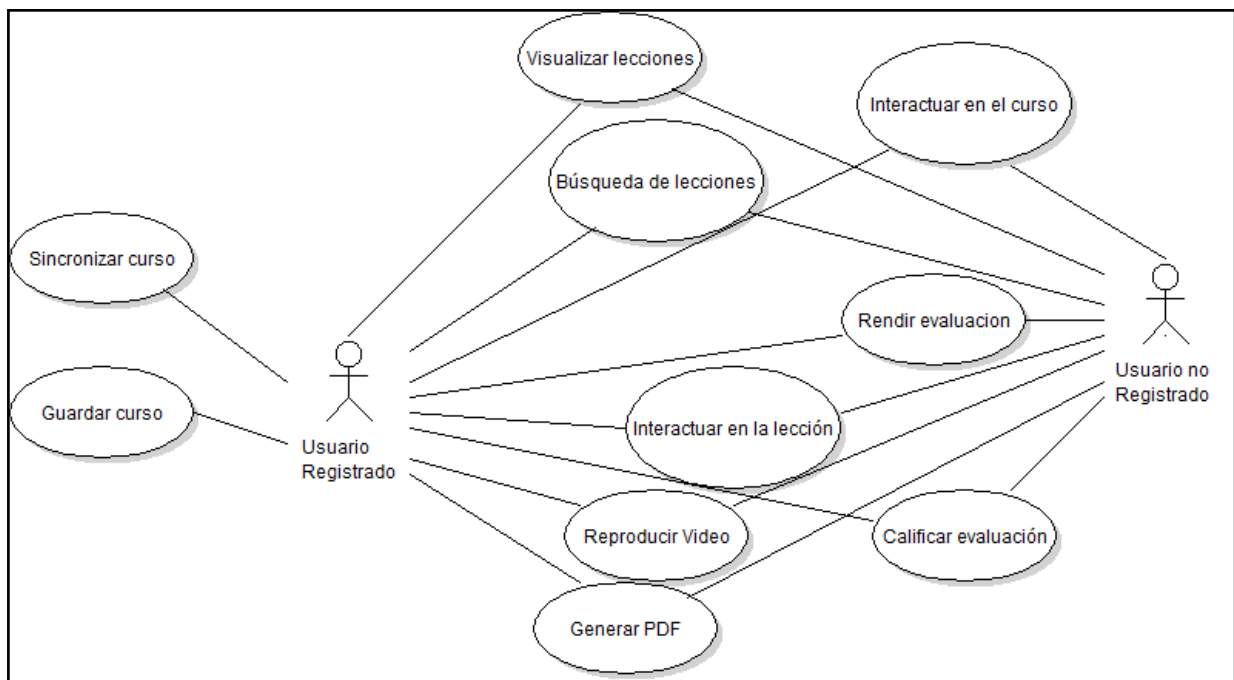 Visualizar lecciones
Interactuar en el curso
Búsqueda de lecciones
Sincronizar curso
Rendir evaluacion
Usuario no
Registrado
Guardar curso
Interactuar en la lección
Usuario
Registrado
Reproducir Video
Calificar evaluación
Generar PDF